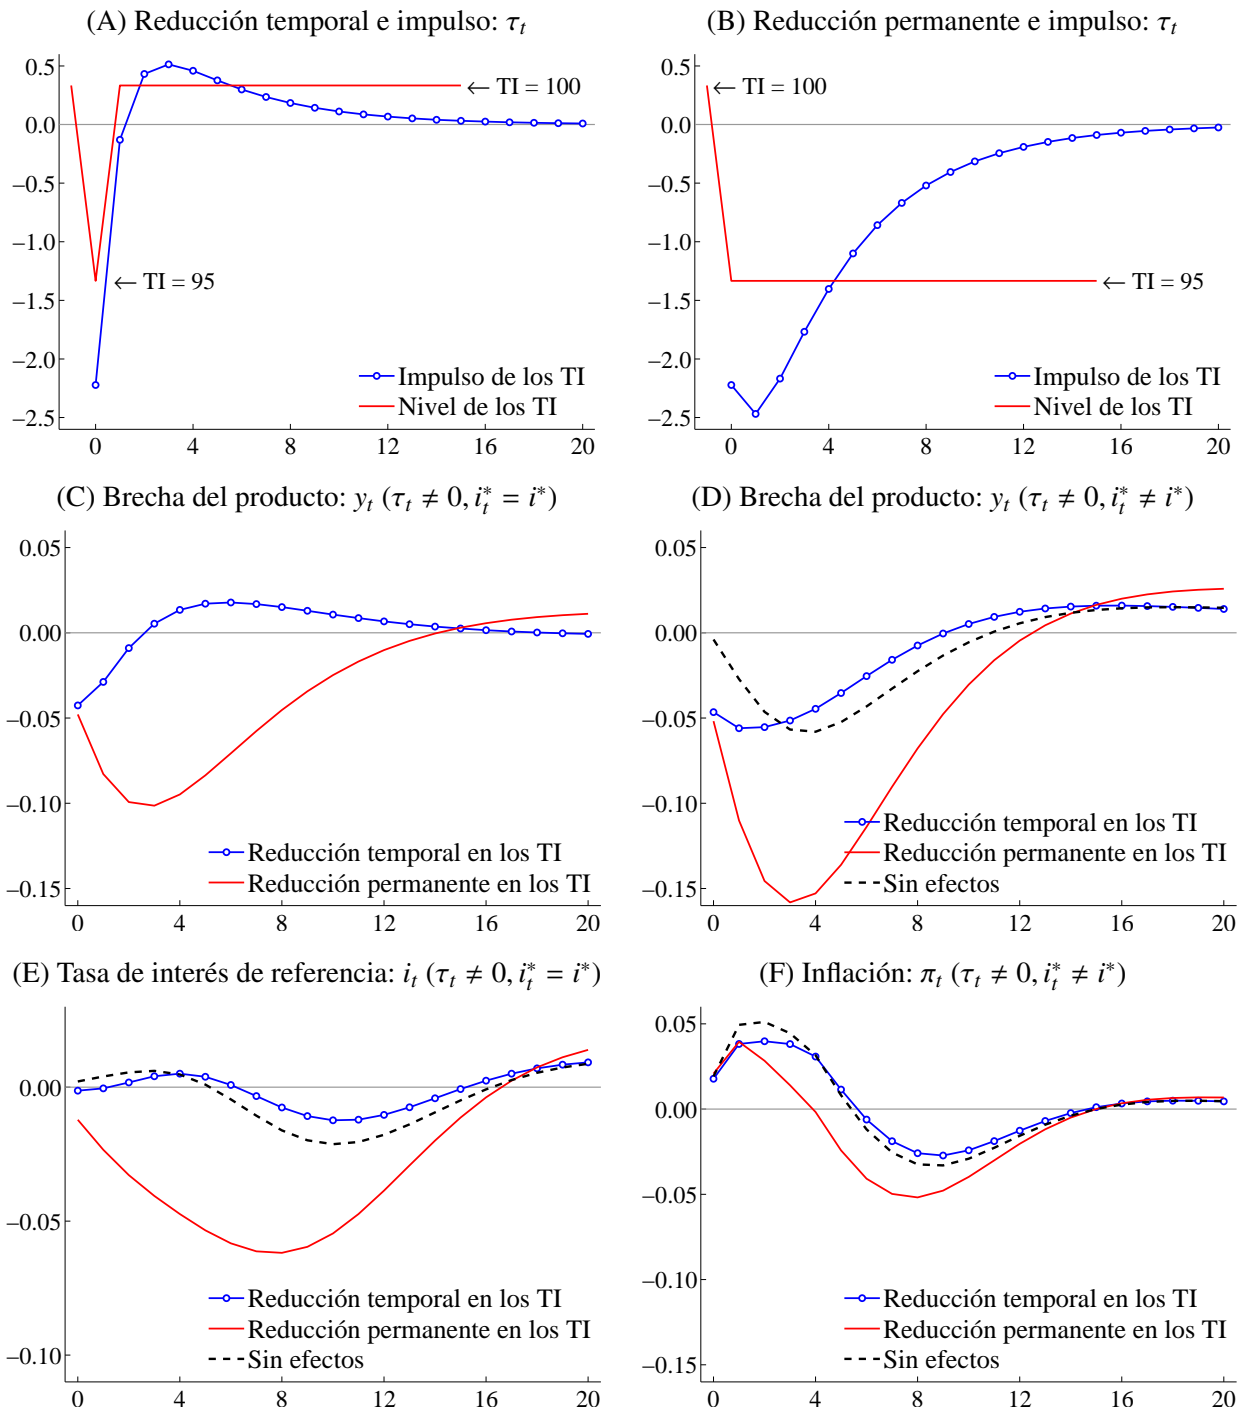 (A) Reducción temporal e impulso: τt
0.5
0.0
−0.5
−1.0
−1.5
−2.0
−2.5
← TI = 100
← TI = 95
Impulso de los TI
Nivel de los TI
0 4 8 12 16 20
(B) Reducción permanente e impulso: τt
0.5
0.0
−0.5
−1.0
−1.5
−2.0
−2.5
← TI = 100
← TI = 95
Impulso de los TI
Nivel de los TI
0 4 8 12 16 20
(C) Brecha del producto: yt (τt ≠ 0, i*t = i*)
0.05
0.00
−0.05
−0.10
−0.15
Reducción temporal en los TI
Reducción permanente en los TI
0 4 8 12 16 20
(D) Brecha del producto: yt (τt ≠ 0, i*t ≠ i*)
0.05
0.00
−0.05
−0.10
−0.15
Reducción temporal en los TI
Reducción permanente en los TI
Sin efectos
0 4 8 12 16 20
(E) Tasa de interés de referencia: it (τt ≠ 0, i*t = i*)
0.00
−0.05
−0.10
Reducción temporal en los TI
Reducción permanente en los TI
Sin efectos
0 4 8 12 16 20
(F) Inflación: πt (τt ≠ 0, i*t ≠ i*)
0.05
0.00
−0.05
−0.10
−0.15
Reducción temporal en los TI
Reducción permanente en los TI
Sin efectos
0 4 8 12 16 20